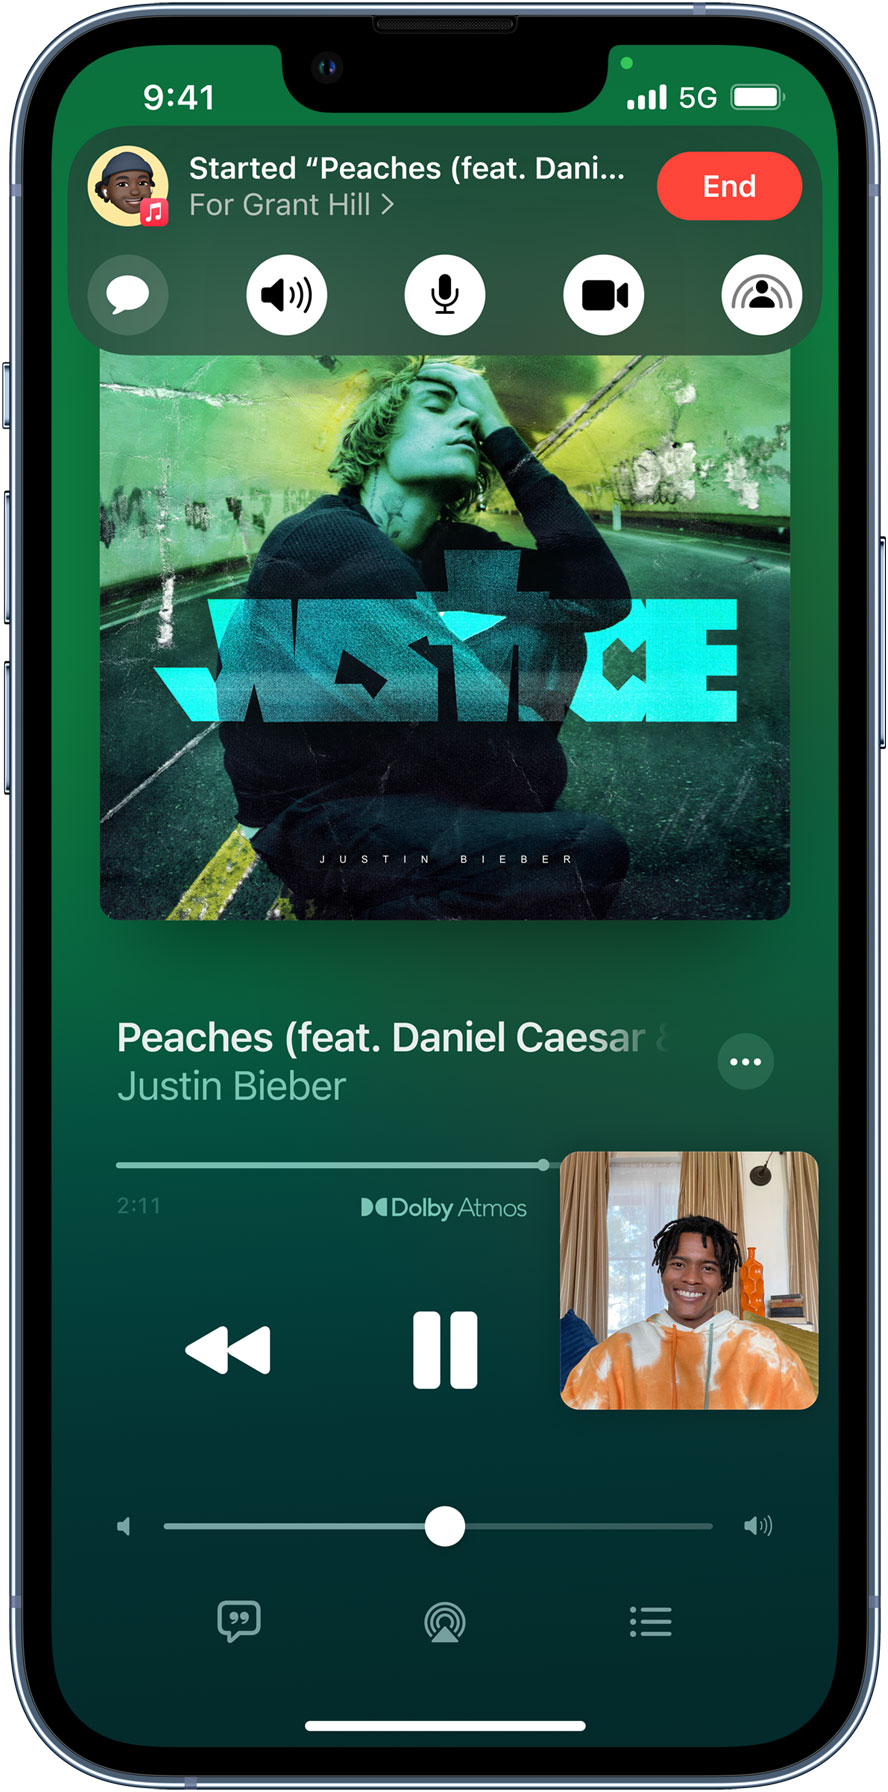 9:41
5G
Started “Peaches (feat. Dani...
For Grant Hill >
End
JUSTICE
JUSTIN BIEBER
Peaches (feat. Daniel Caesar &
Justin Bieber
2:11
Dolby Atmos